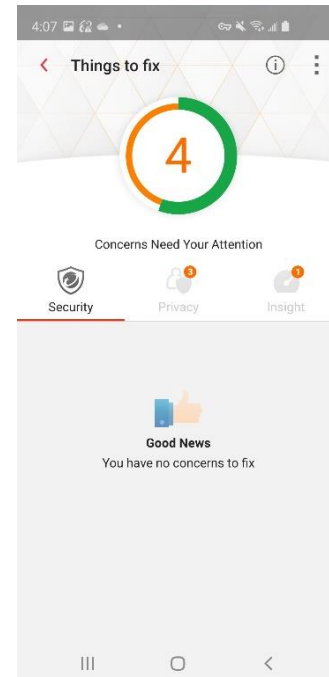 4:07
Things to fix
4
Concerns Need Your Attention
3
1
Security
Privacy
Insight
Good News
You have no concerns to fix